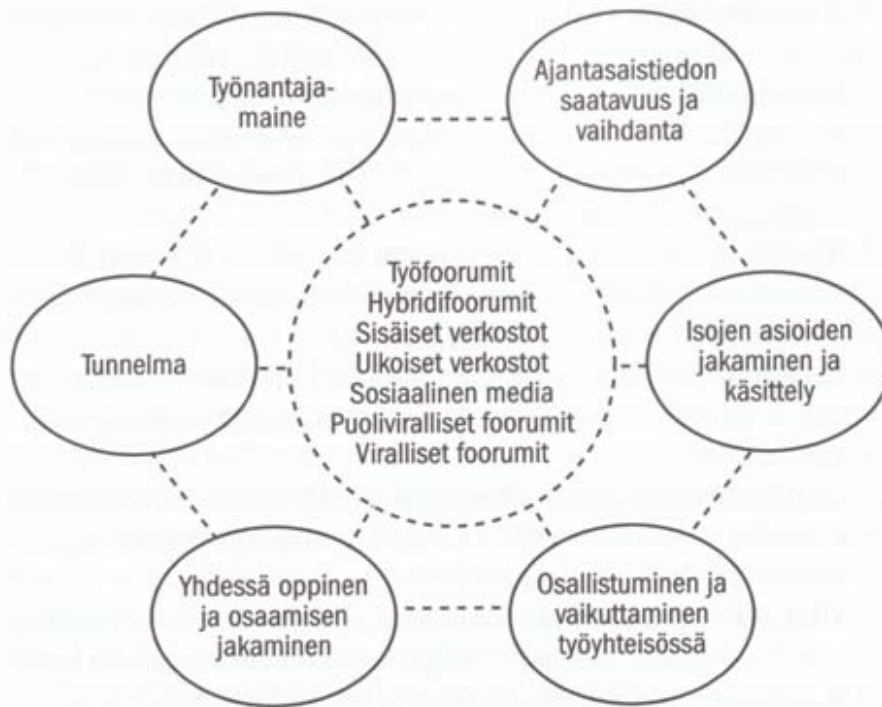 Työnantaja-
maine
Ajantasaistiedon
saatavuus ja
vaihdanta
Työfoorumit
Hybridifoorumit
Sisäiset verkostot
Ulkoiset verkostot
Sosiaalinen media
Puoliviralliset foorumit
Viralliset foorumit
Tunnelma
Isojen asioiden
jakaminen ja
käsittely
Yhdessä oppinen
ja osaamisen
jakaminen
Osallistuminen ja
vaikuttaminen
työyhteisössä